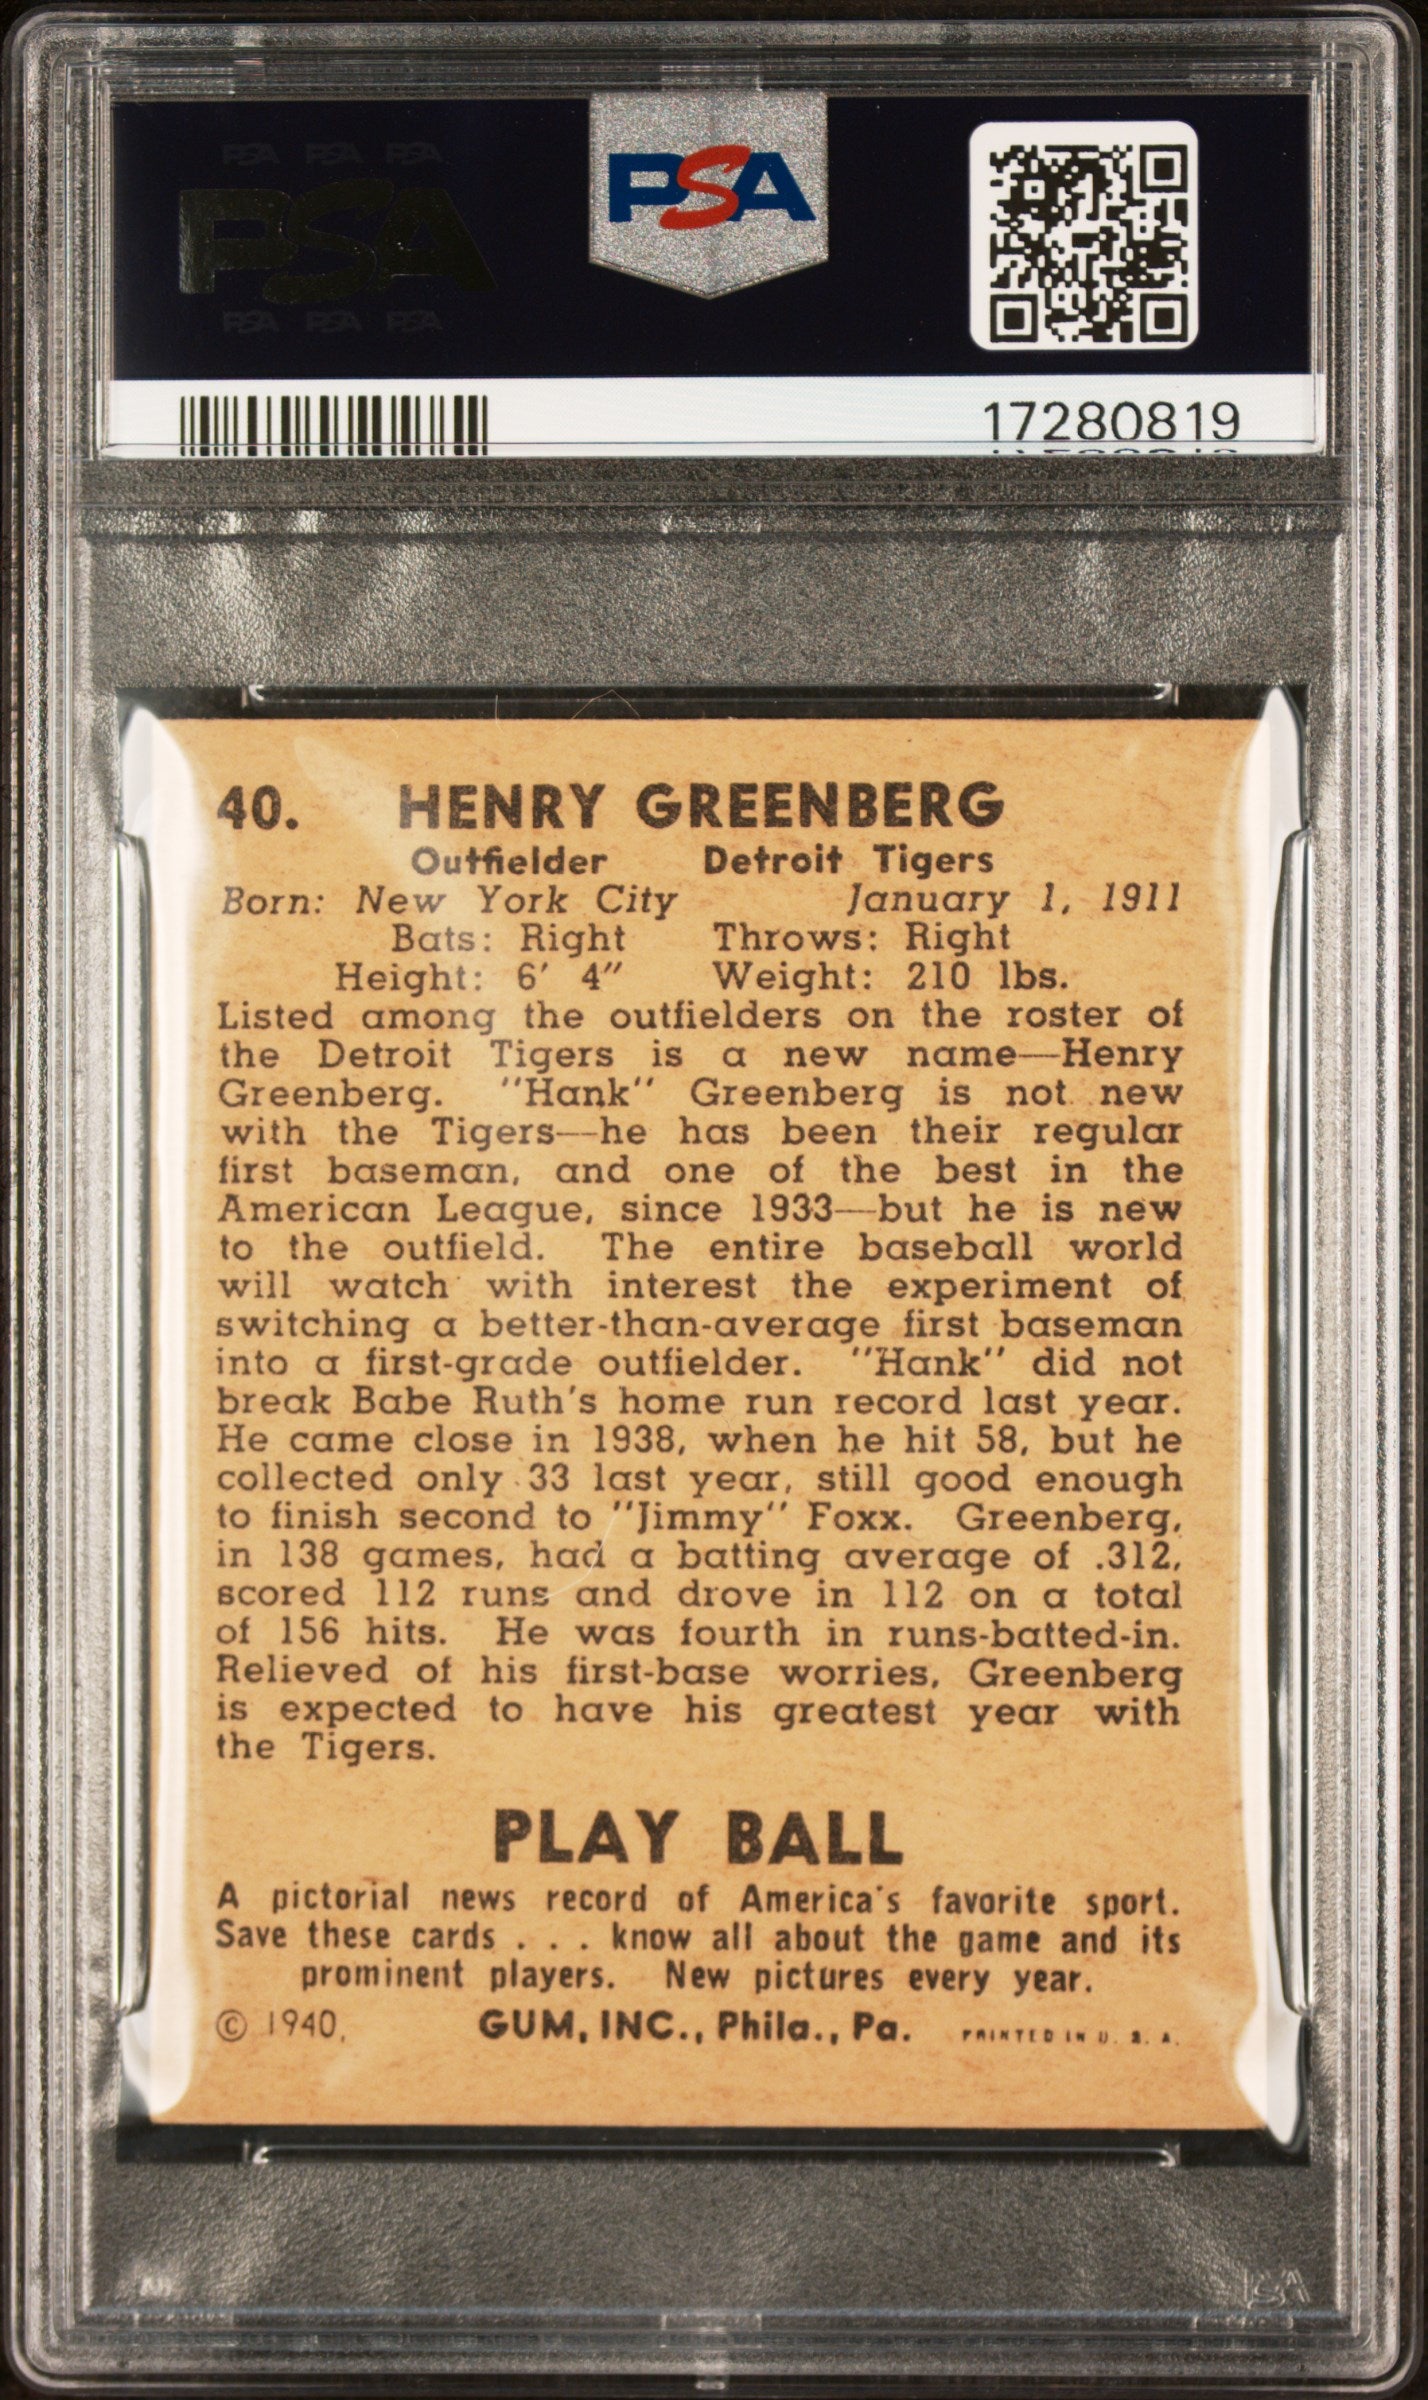 PSA PSA PSA
PSA
PSA PSA PSA
PSA
17280819
40. HENRY GREENBERG
Outfielder Detroit Tigers
Born: New York City January 1, 1911
Bats: Right Throws: Right
Height: 6′ 4″ Weight: 210 lbs.
Listed among the outfielders on the roster of
the Detroit Tigers is a new name—Henry
Greenberg. "Hank" Greenberg is not new
with the Tigers—he has been their regular
first baseman, and one of the best in the
American League, since 1933—but he is new
to the outfield. The entire baseball world
will watch with interest the experiment of
switching a better-than-average first baseman
into a first-grade outfielder. "Hank" did not
break Babe Ruth's home run record last year.
He came close in 1938, when he hit 58, but he
collected only 33 last year, still good enough
to finish second to "Jimmy" Foxx. Greenberg,
in 138 games, had a batting average of .312,
scored 112 runs and drove in 112 on a total
of 156 hits. He was fourth in runs-batted-in.
Relieved of his first-base worries, Greenberg
is expected to have his greatest year with
the Tigers.
PLAY BALL
A pictorial news record of America's favorite sport.
Save these cards . . . know all about the game and its
prominent players. New pictures every year.
© 1940, GUM, INC., Phila., Pa. PRINTED IN U. S. A.
PSA